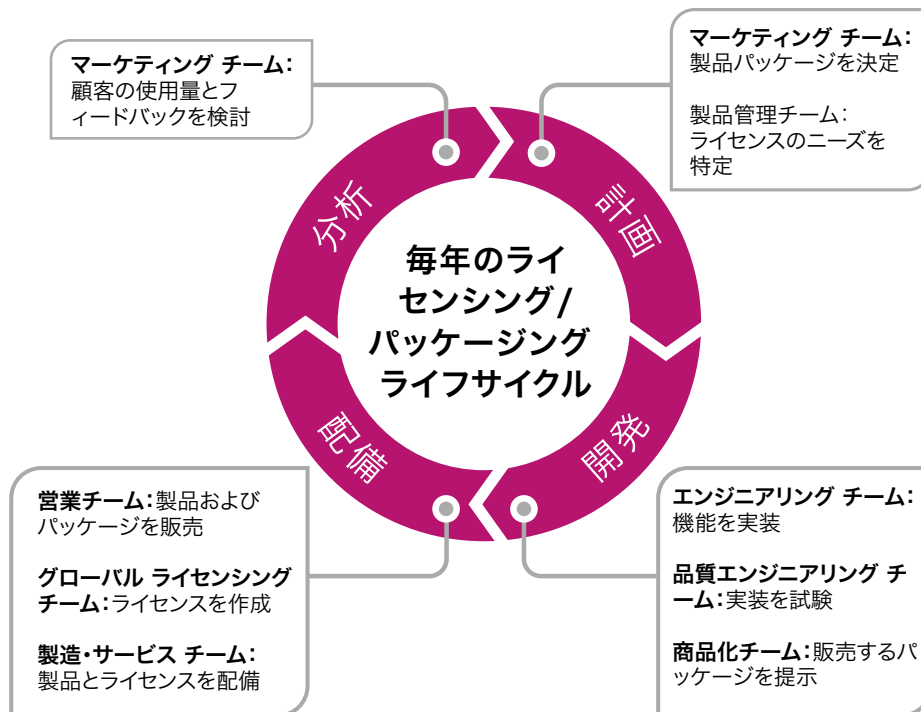 マーケティング チーム:
顧客の使用量とフ
ィードバックを検討
マーケティング チーム:
製品パッケージを決定
製品管理チーム:
ライセンスのニーズを
特定
分析
計画
毎年のライ
センシング/
パッケージング
ライフサイクル
配備
開発
営業チーム:製品および
パッケージを販売
グローバル ライセンシング
チーム:ライセンスを作成
製造・サービス チーム:
製品とライセンスを配備
エンジニアリング チーム:
機能を実装
品質エンジニアリング チ
ーム:実装を試験
商品化チーム:販売するパ
ッケージを提示